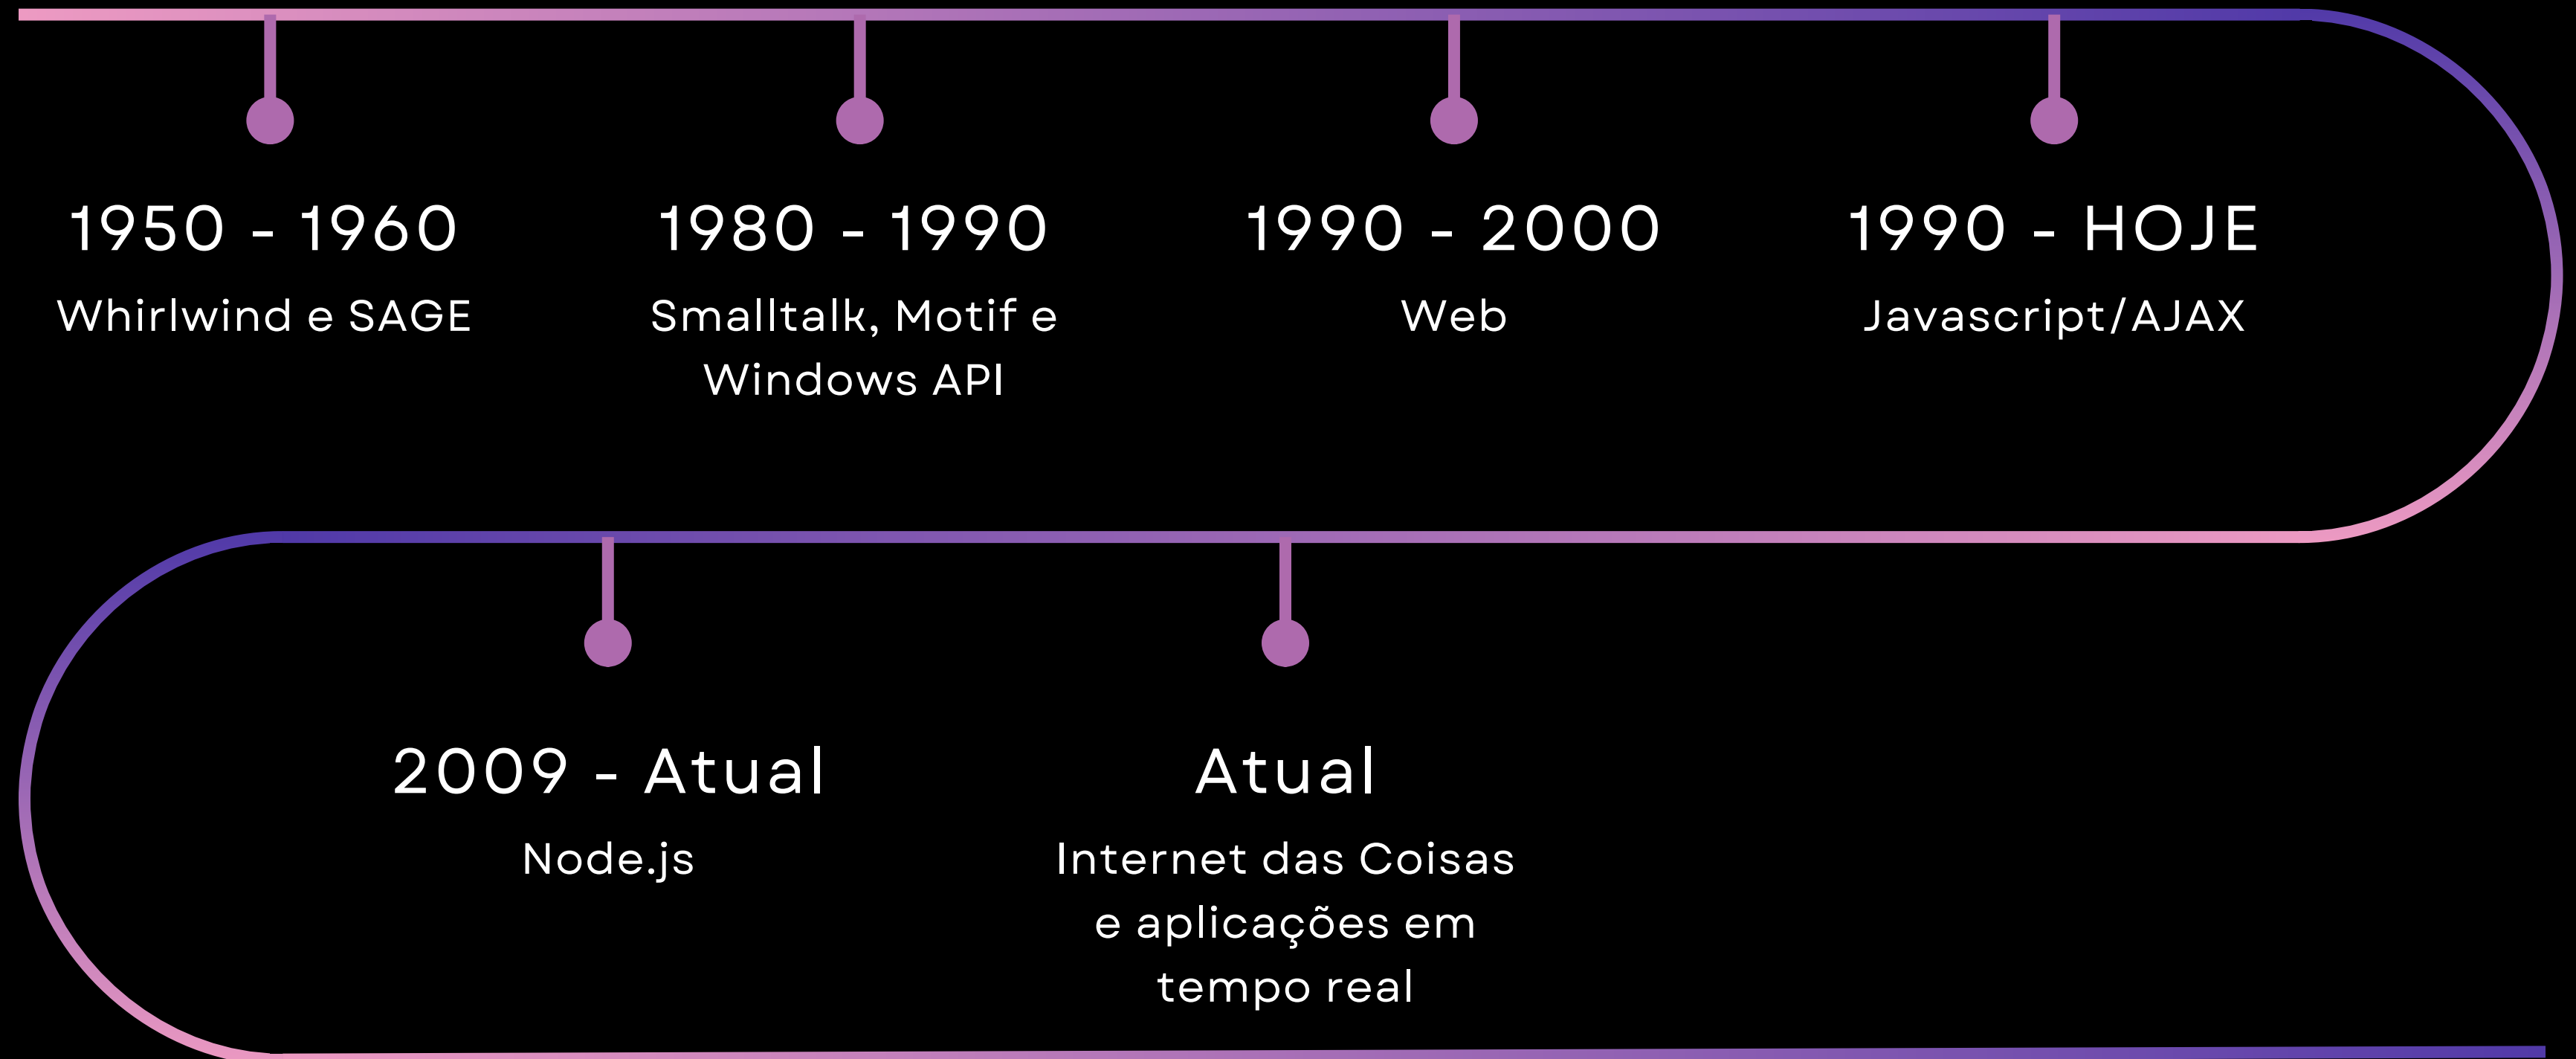 1950 - 1960
Whirlwind e SAGE
1980 - 1990
Smalltalk, Motif e
Windows API
1990 - 2000
Web
1990 - HOJE
Javascript/AJAX
2009 - Atual
Node.js
Atual
Internet das Coisas
e aplicações em
tempo real